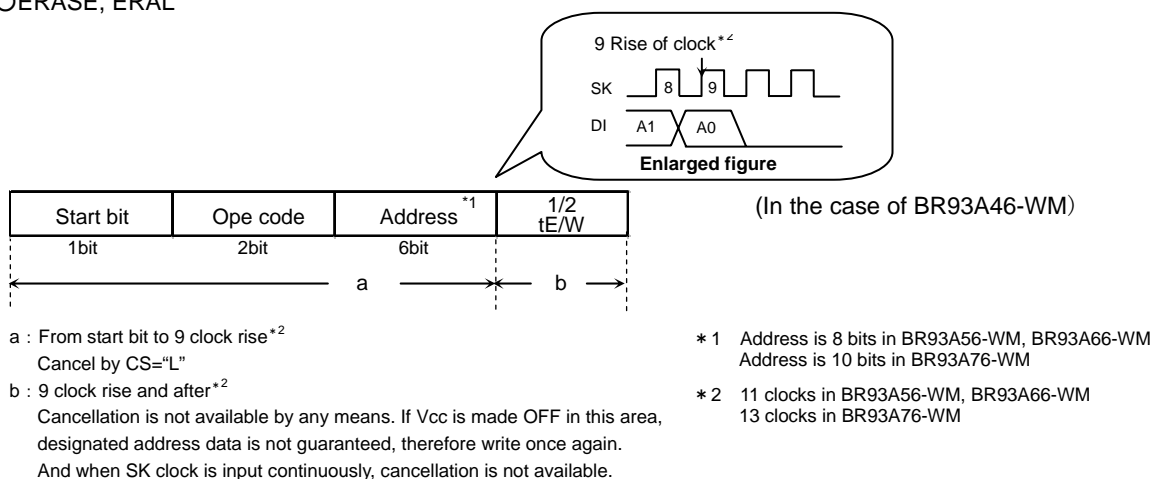 ○ERASE, ERAL
9 Rise of clock*2
SK 8 9
DI A1 A0
Enlarged figure
Start bit Ope code Address*1 1/2 tE/W
1bit 2bit 6bit
(In the case of BR93A46-WM）
a b
a : From start bit to 9 clock rise*2
Cancel by CS=“L”
b : 9 clock rise and after*2
Cancellation is not available by any means. If Vcc is made OFF in this area,
designated address data is not guaranteed, therefore write once again.
And when SK clock is input continuously, cancellation is not available.
＊1 Address is 8 bits in BR93A56-WM, BR93A66-WM
Address is 10 bits in BR93A76-WM
＊2 11 clocks in BR93A56-WM, BR93A66-WM
13 clocks in BR93A76-WM